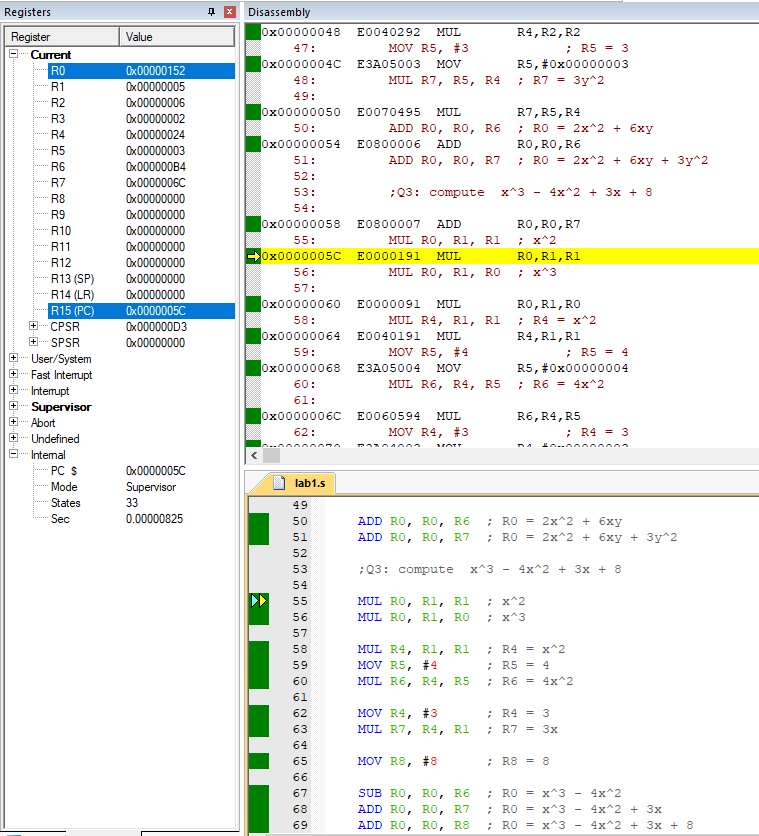 Registers
Register Value
Current
R0 0x00000152
R1 0x00000005
R2 0x00000006
R3 0x00000002
R4 0x00000024
R5 0x00000003
R6 0x000000B4
R7 0x0000006C
R8 0x00000000
R9 0x00000000
R10 0x00000000
R11 0x00000000
R12 0x00000000
R13 (SP) 0x00000000
R14 (LR) 0x00000000
R15 (PC) 0x0000005C
CPSR 0x000000D3
SPSR 0x00000000
User/System
Fast Interrupt
Interrupt
Supervisor
Abort
Undefined
Internal
PC $ 0x0000005C
Mode Supervisor
States 33
Sec 0.00000825
Disassembly
0x00000048 E0040292 MUL R4,R2,R2
47: MOV R5, #3 ; R5 = 3
0x0000004C E3A05003 MOV R5,#0x00000003
48: MUL R7, R5, R4 ; R7 = 3y^2
49:
0x00000050 E0070495 MUL R7,R5,R4
50: ADD R0, R0, R6 ; R0 = 2x^2 + 6xy
0x00000054 E0800006 ADD R0,R0,R6
51: ADD R0, R0, R7 ; R0 = 2x^2 + 6xy + 3y^2
52:
53: ;Q3: compute x^3 - 4x^2 + 3x + 8
54:
0x00000058 E0800007 ADD R0,R0,R7
55: MUL R0, R1, R1 ; x^2
0x0000005C E0000191 MUL R0,R1,R1
56: MUL R0, R1, R0 ; x^3
57:
0x00000060 E0000091 MUL R0,R1,R0
58: MUL R4, R1, R1 ; R4 = x^2
0x00000064 E0040191 MUL R4,R1,R1
59: MOV R5, #4 ; R5 = 4
0x00000068 E3A05004 MOV R5,#0x00000004
60: MUL R6, R4, R5 ; R6 = 4x^2
61:
0x0000006C E0060594 MUL R6,R4,R5
62: MOV R4, #3 ; R4 = 3
0x00000070 E3A04003 MOV R4,#0x00000003
lab1.s
49
50 ADD R0, R0, R6 ; R0 = 2x^2 + 6xy
51 ADD R0, R0, R7 ; R0 = 2x^2 + 6xy + 3y^2
52
53 ;Q3: compute x^3 - 4x^2 + 3x + 8
54
55 MUL R0, R1, R1 ; x^2
56 MUL R0, R1, R0 ; x^3
57
58 MUL R4, R1, R1 ; R4 = x^2
59 MOV R5, #4 ; R5 = 4
60 MUL R6, R4, R5 ; R6 = 4x^2
61
62 MOV R4, #3 ; R4 = 3
63 MUL R7, R4, R1 ; R7 = 3x
64
65 MOV R8, #8 ; R8 = 8
66
67 SUB R0, R0, R6 ; R0 = x^3 - 4x^2
68 ADD R0, R0, R7 ; R0 = x^3 - 4x^2 + 3x
69 ADD R0, R0, R8 ; R0 = x^3 - 4x^2 + 3x + 8